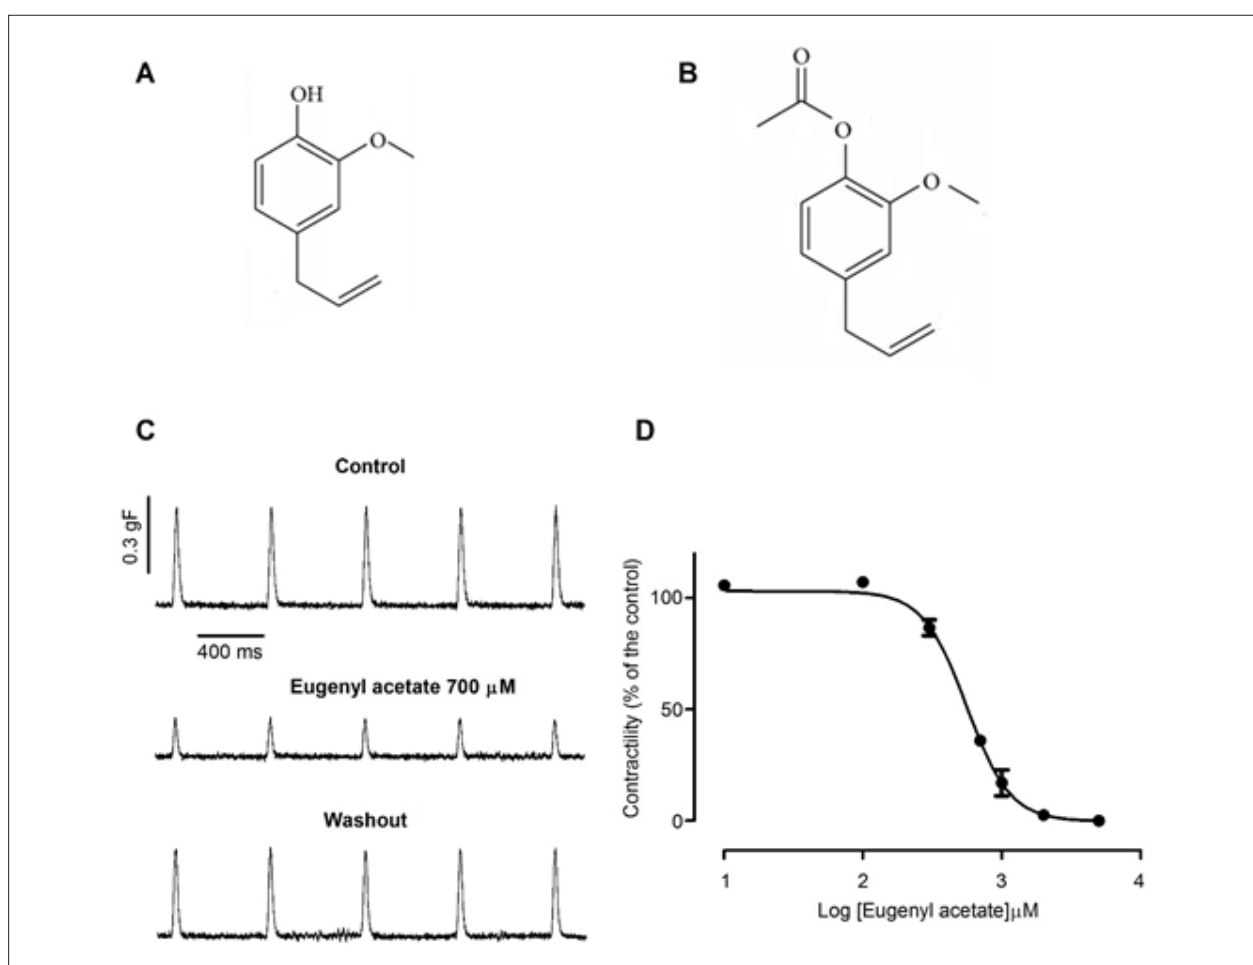 A
OH
O
B
O
O
O
C
Control
0.3 gF
400 ms
Eugenyl acetate 700 μM
Washout
D
Contractility (% of the control)
100
50
0
1 2 3 4
Log [Eugenyl acetate]μM